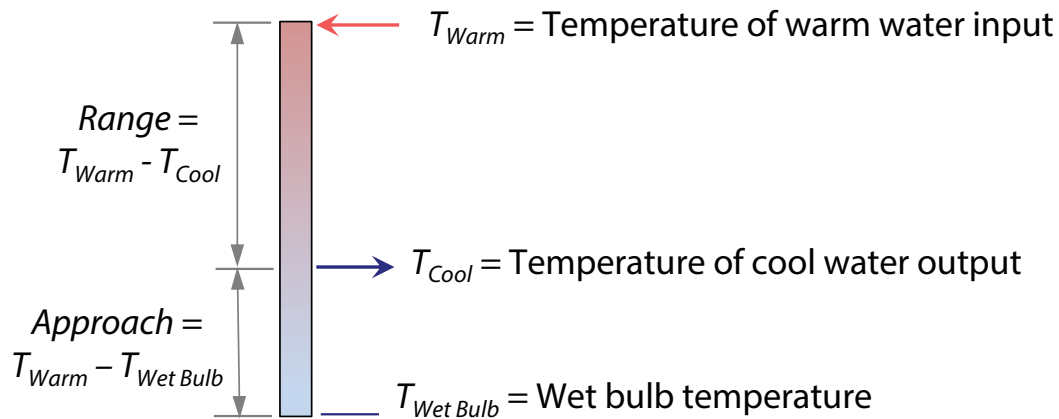 T_Warm = Temperature of warm water input
Range =
T_Warm - T_Cool
T_Cool = Temperature of cool water output
Approach =
T_Warm – T_Wet Bulb
T_Wet Bulb = Wet bulb temperature